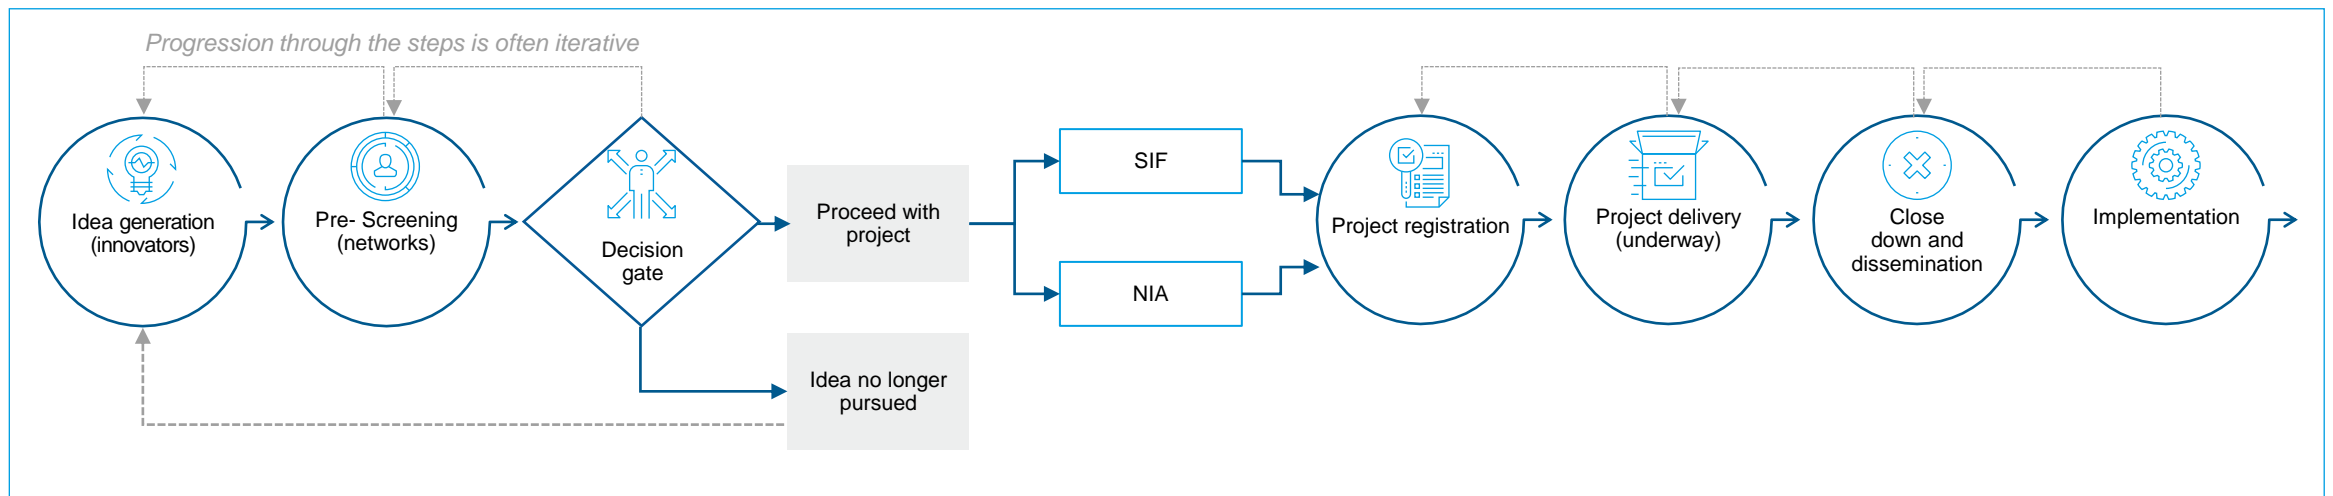 Progression through the steps is often iterative
Idea generation
(innovators)
Pre- Screening
(networks)
Decision
gate
Proceed with
project
Idea no longer
pursued
SIF
NIA
Project registration
Project delivery
(underway)
Close
down and
dissemination
Implementation